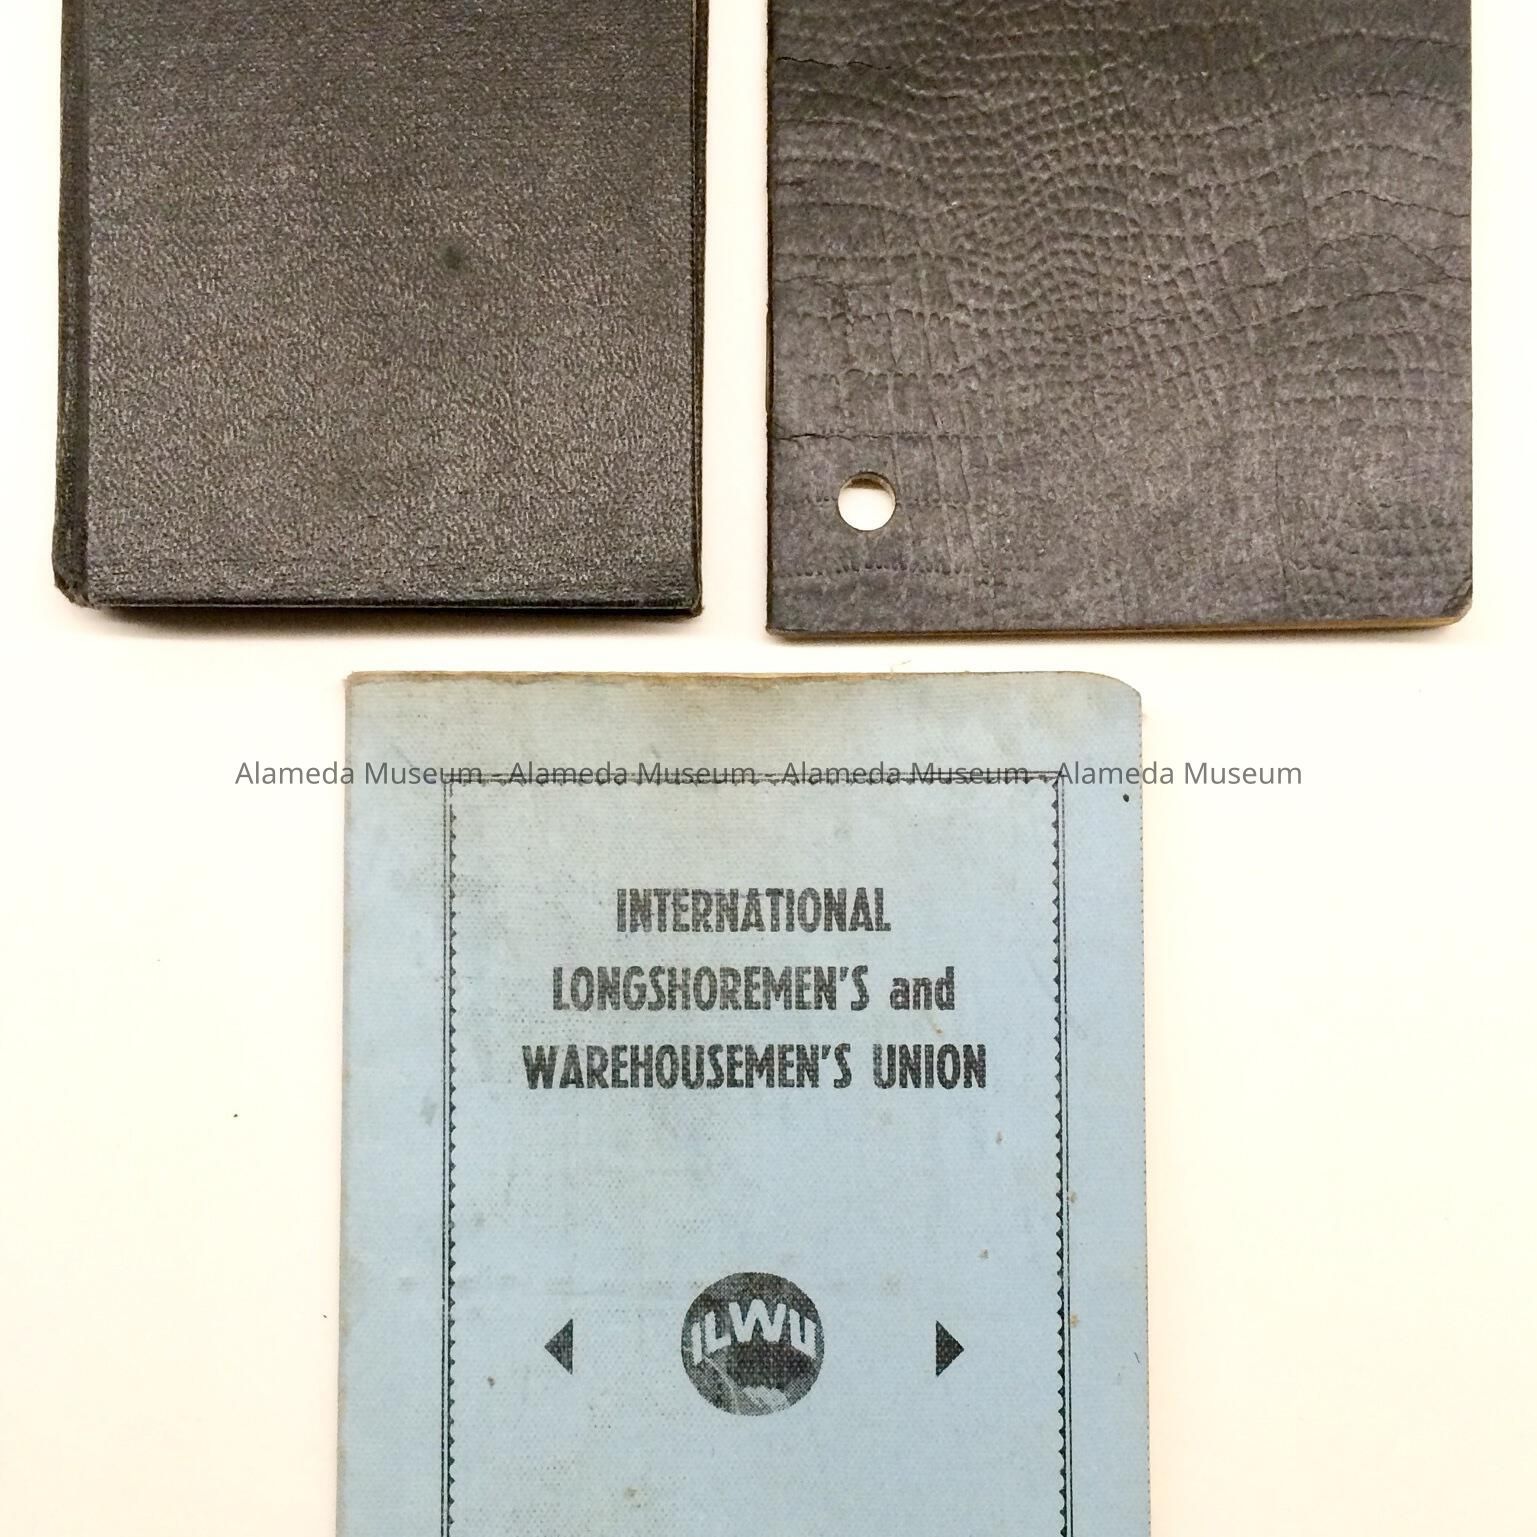 Alameda Museum - Alameda Museum - Alameda Museum - Alameda Museum
INTERNATIONAL
LONGSHOREMEN'S and
WAREHOUSEMEN'S UNION
ILWU